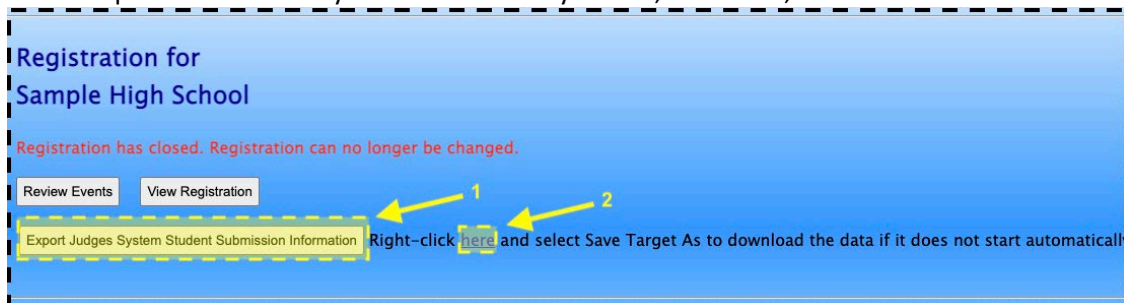 Registration for
Sample High School
Registration has closed. Registration can no longer be changed.
Review Events View Registration
1
2
Export Judges System Student Submission Information Right-click here and select Save Target As to download the data if it does not start automatically